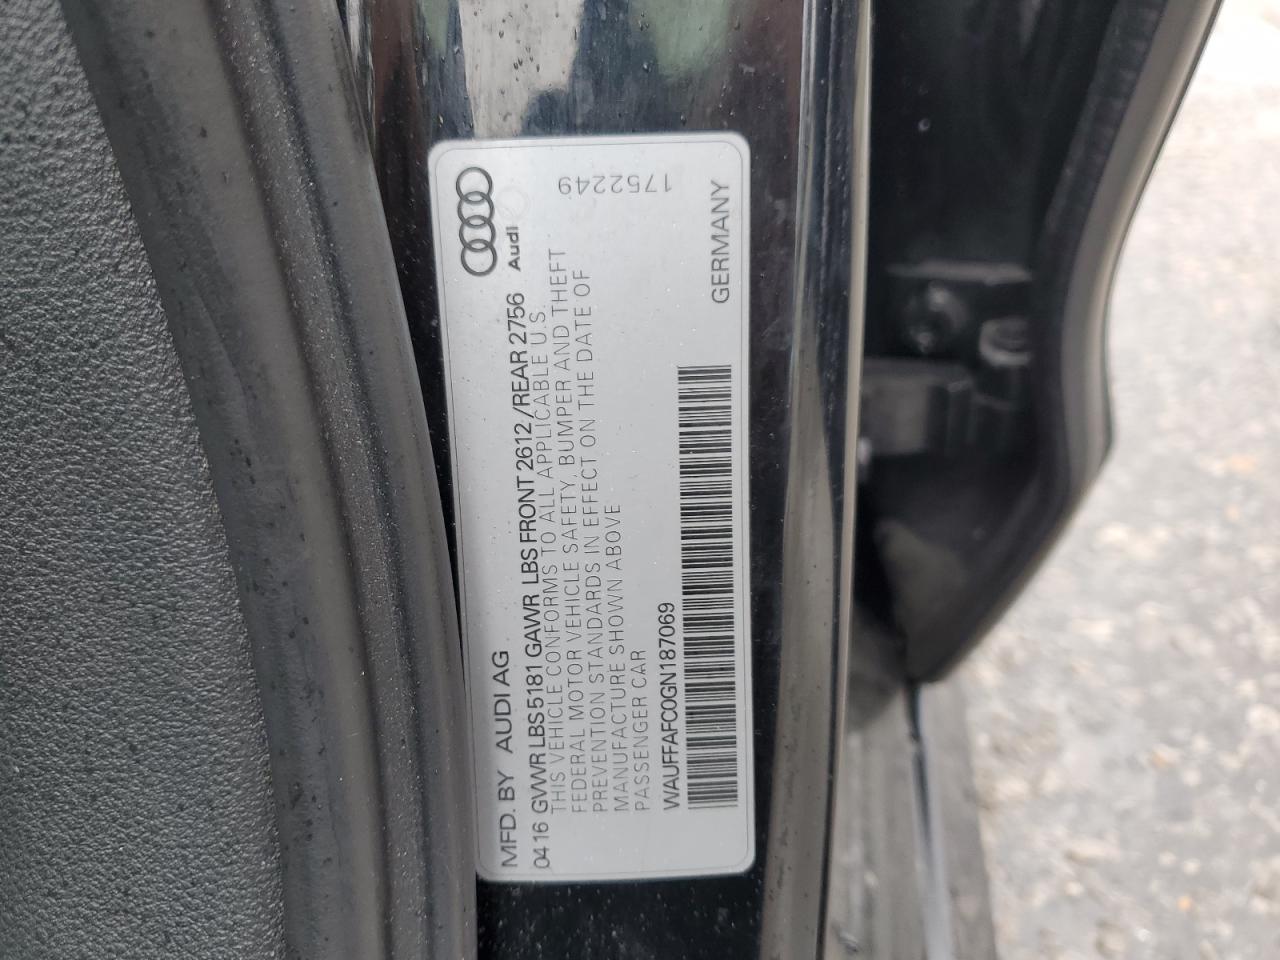 MFD. BY AUDI AG
04 16 GVWR LBS 5181 GAWR LBS FRONT 2612/REAR 2756
Audi
THIS VEHICLE CONFORMS TO ALL APPLICABLE U.S.
FEDERAL MOTOR VEHICLE SAFETY, BUMPER AND THEFT
PREVENTION STANDARDS IN EFFECT ON THE DATE OF
MANUFACTURE SHOWN ABOVE
PASSENGER CAR
WAUFFAFC0GN187069
GERMANY
1752249